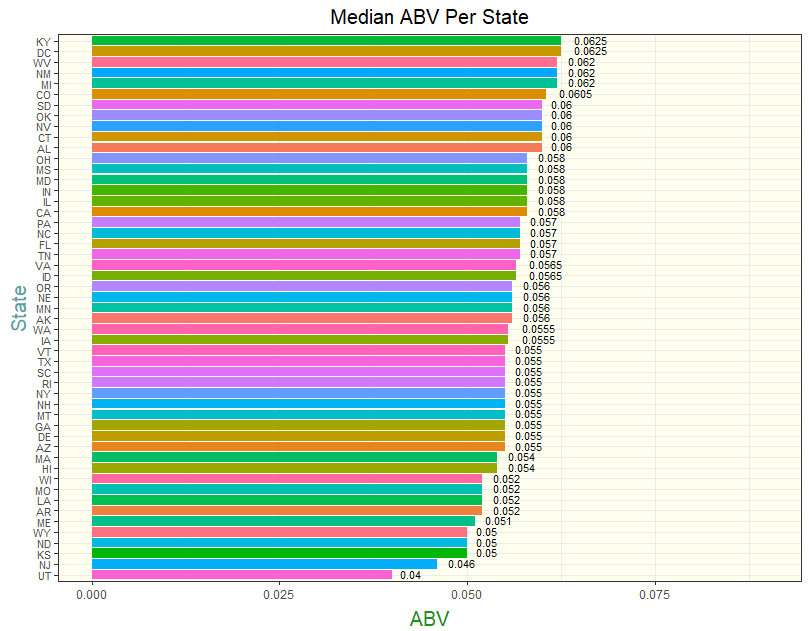 Median ABV Per State
KY 0.0625
DC 0.0625
WV 0.062
NM 0.062
MI 0.062
CO 0.0605
SD 0.06
OK 0.06
NV 0.06
CT 0.06
AL 0.06
OH 0.058
MS 0.058
MD 0.058
IN 0.058
IL 0.058
CA 0.058
PA 0.057
NC 0.057
FL 0.057
TN 0.057
VA 0.0565
ID 0.0565
OR 0.056
NE 0.056
MN 0.056
AK 0.056
WA 0.0555
IA 0.0555
VT 0.055
TX 0.055
SC 0.055
RI 0.055
NY 0.055
NH 0.055
MT 0.055
GA 0.055
DE 0.055
AZ 0.055
MA 0.054
HI 0.054
WI 0.052
MO 0.052
LA 0.052
AR 0.052
ME 0.051
WY 0.05
ND 0.05
KS 0.05
NJ 0.046
UT 0.04
State
0.000 0.025 0.050 0.075
ABV